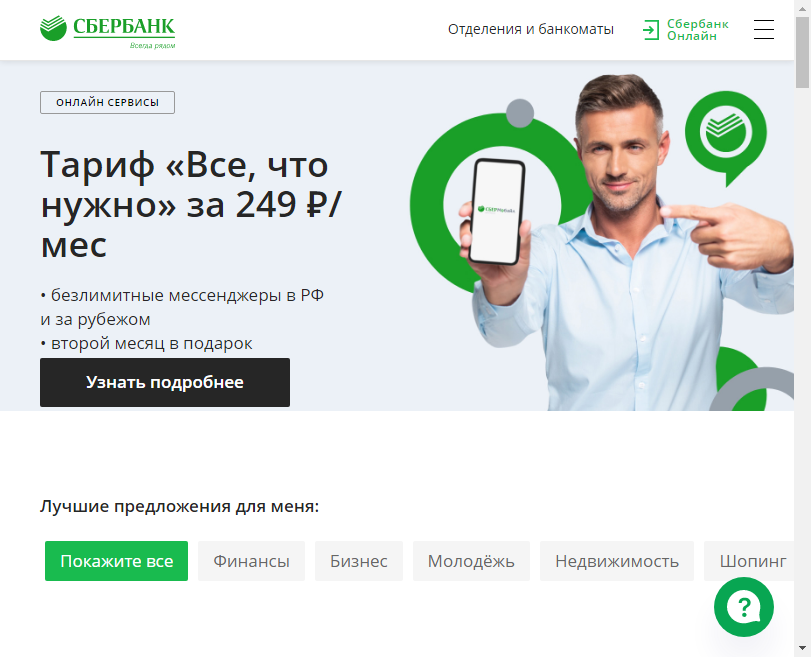 СБЕРБАНК
Всегда рядом
Отделения и банкоматы
Сбербанк
Онлайн
ОНЛАЙН СЕРВИСЫ
Тариф «Все, что
нужно» за 249 ₽/
мес
• безлимитные мессенджеры в РФ
и за рубежом
• второй месяц в подарок
Узнать подробнее
Лучшие предложения для меня:
Покажите все
Финансы
Бизнес
Молодёжь
Недвижимость
Шопинг
?